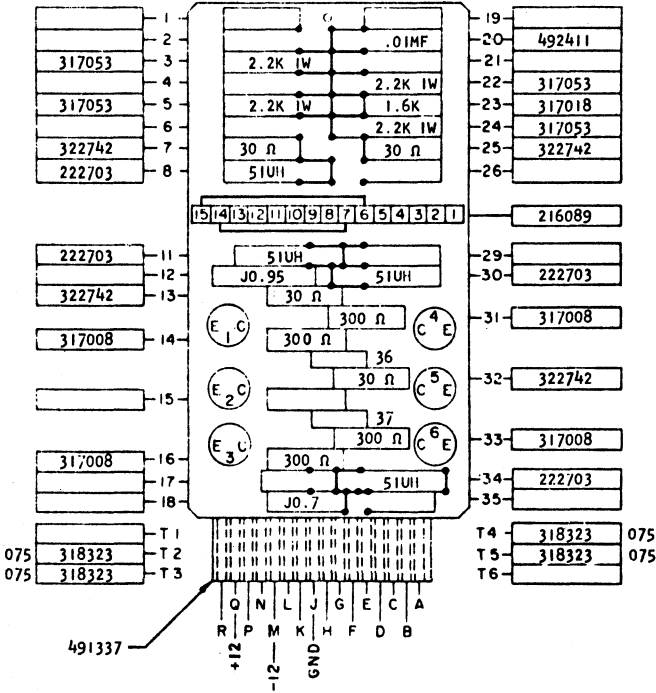 1 19
2 .01MF 20 492411
317053 3 2.2K 1W 21
4 2.2K 1W 22 317053
317053 5 2.2K 1W 1.6K 23 317018
6 2.2K 1W 24 317053
322742 7 30 Ω 30 Ω 25 322742
222703 8 51UH 26
15 14 13 12 11 10 9 8 7 6 5 4 3 2 1 216089
222703 11 51UH 29
12 J0.95 51UH 30 222703
322742 13 30 Ω
E 1 C 300 Ω C 4 E 31 317008
317008 14 300 Ω
36
E 2 C 30 Ω C 5 E 32 322742
15
37
E 3 C 300 Ω C 6 E 33 317008
317008 16 300 Ω
17 51UH 34 222703
18 J0.7 35
T1 T4 318323 075
075 318323 T2 T5 318323 075
075 318323 T3 T6
Q N L J G E C A
R P M K H F D B
491337 +12 -12 GND